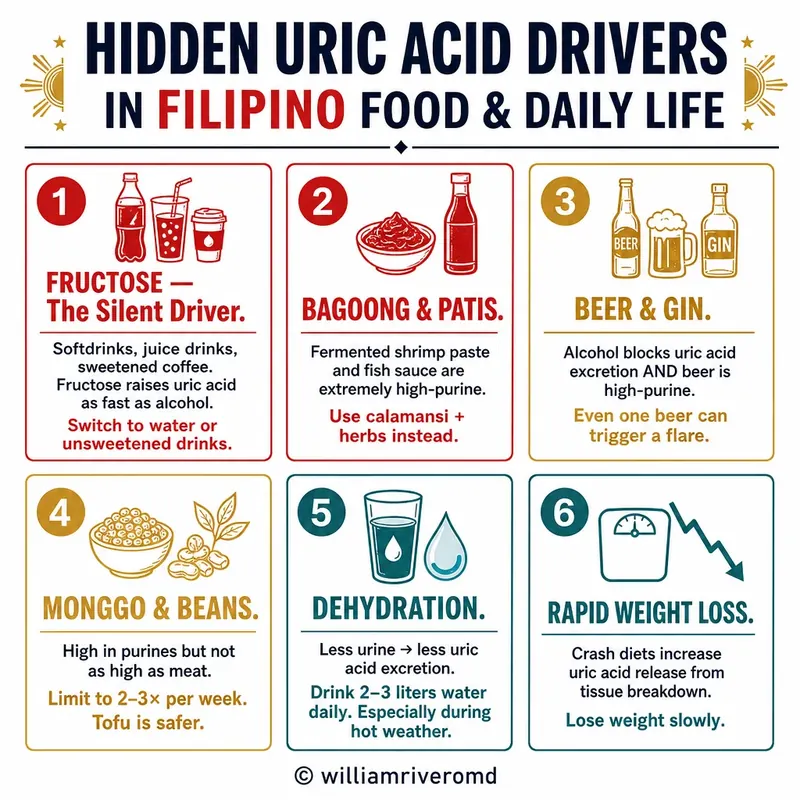 HIDDEN URIC ACID DRIVERS
IN FILIPINO FOOD & DAILY LIFE
1
FRUCTOSE —
The Silent Driver.
Softdrinks, juice drinks,
sweetened coffee.
Fructose raises uric acid
as fast as alcohol.
Switch to water or
unsweetened drinks.
2
BAGOONG & PATIS.
Fermented shrimp paste
and fish sauce are
extremely high-purine.
Use calamansi +
herbs instead.
3
BEER
GIN
BEER & GIN.
Alcohol blocks uric acid
excretion AND beer is
high-purine.
Even one beer can
trigger a flare.
4
MONGGO & BEANS.
High in purines but not
as high as meat.
Limit to 2–3× per week.
Tofu is safer.
5
DEHYDRATION.
Less urine → less uric
acid excretion.
Drink 2–3 liters water
daily. Especially during
hot weather.
6
RAPID WEIGHT LOSS.
Crash diets increase
uric acid release from
tissue breakdown.
Lose weight slowly.
© williamriveromd